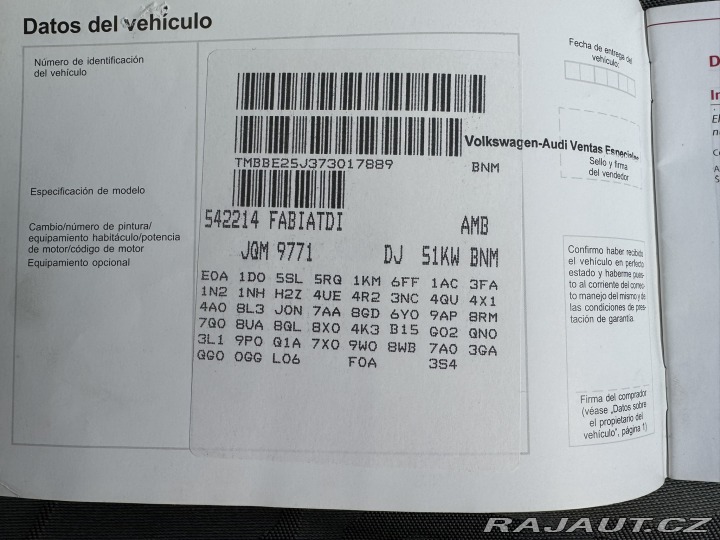 Datos del vehículo
Número de identificación
del vehículo
TMBBE25J373017889
BNM
Especificación de modelo
542214 FABIATDI
AMB
Cambio/número de pintura/
equipamiento habitáculo/potencia
de motor/código de motor
JQM 9771 DJ 51KW BNM
Equipamiento opcional
E0A 1D0 5SL 5RQ 1KM 6FF 1AC 3FA
1N2 1NH H2Z 4UE 4R2 3NC 4QU 4X1
4A0 8L3 J0N 7AA 8GD 6Y0 9AP 8RM
7Q0 8UA 8QL 8X0 4K3 B15 G02 QN0
3L1 9P0 Q1A 7X0 9W0 8WB 7A0 3GA
GG0 0GG L06 F0A 3S4
Fecha de entrega del
vehículo:
Volkswagen-Audi Ventas Especiales
Sello y firma
del vendedor
Confirmo haber recibido
el vehículo en perfecto
estado y haberme pues-
to al corriente del correc-
to manejo del mismo y de
las condiciones de pres-
tación de garantía.
Firma del comprador
(véase „Datos sobre
el propietario del
vehículo", página 1)
RAJAUT.CZ